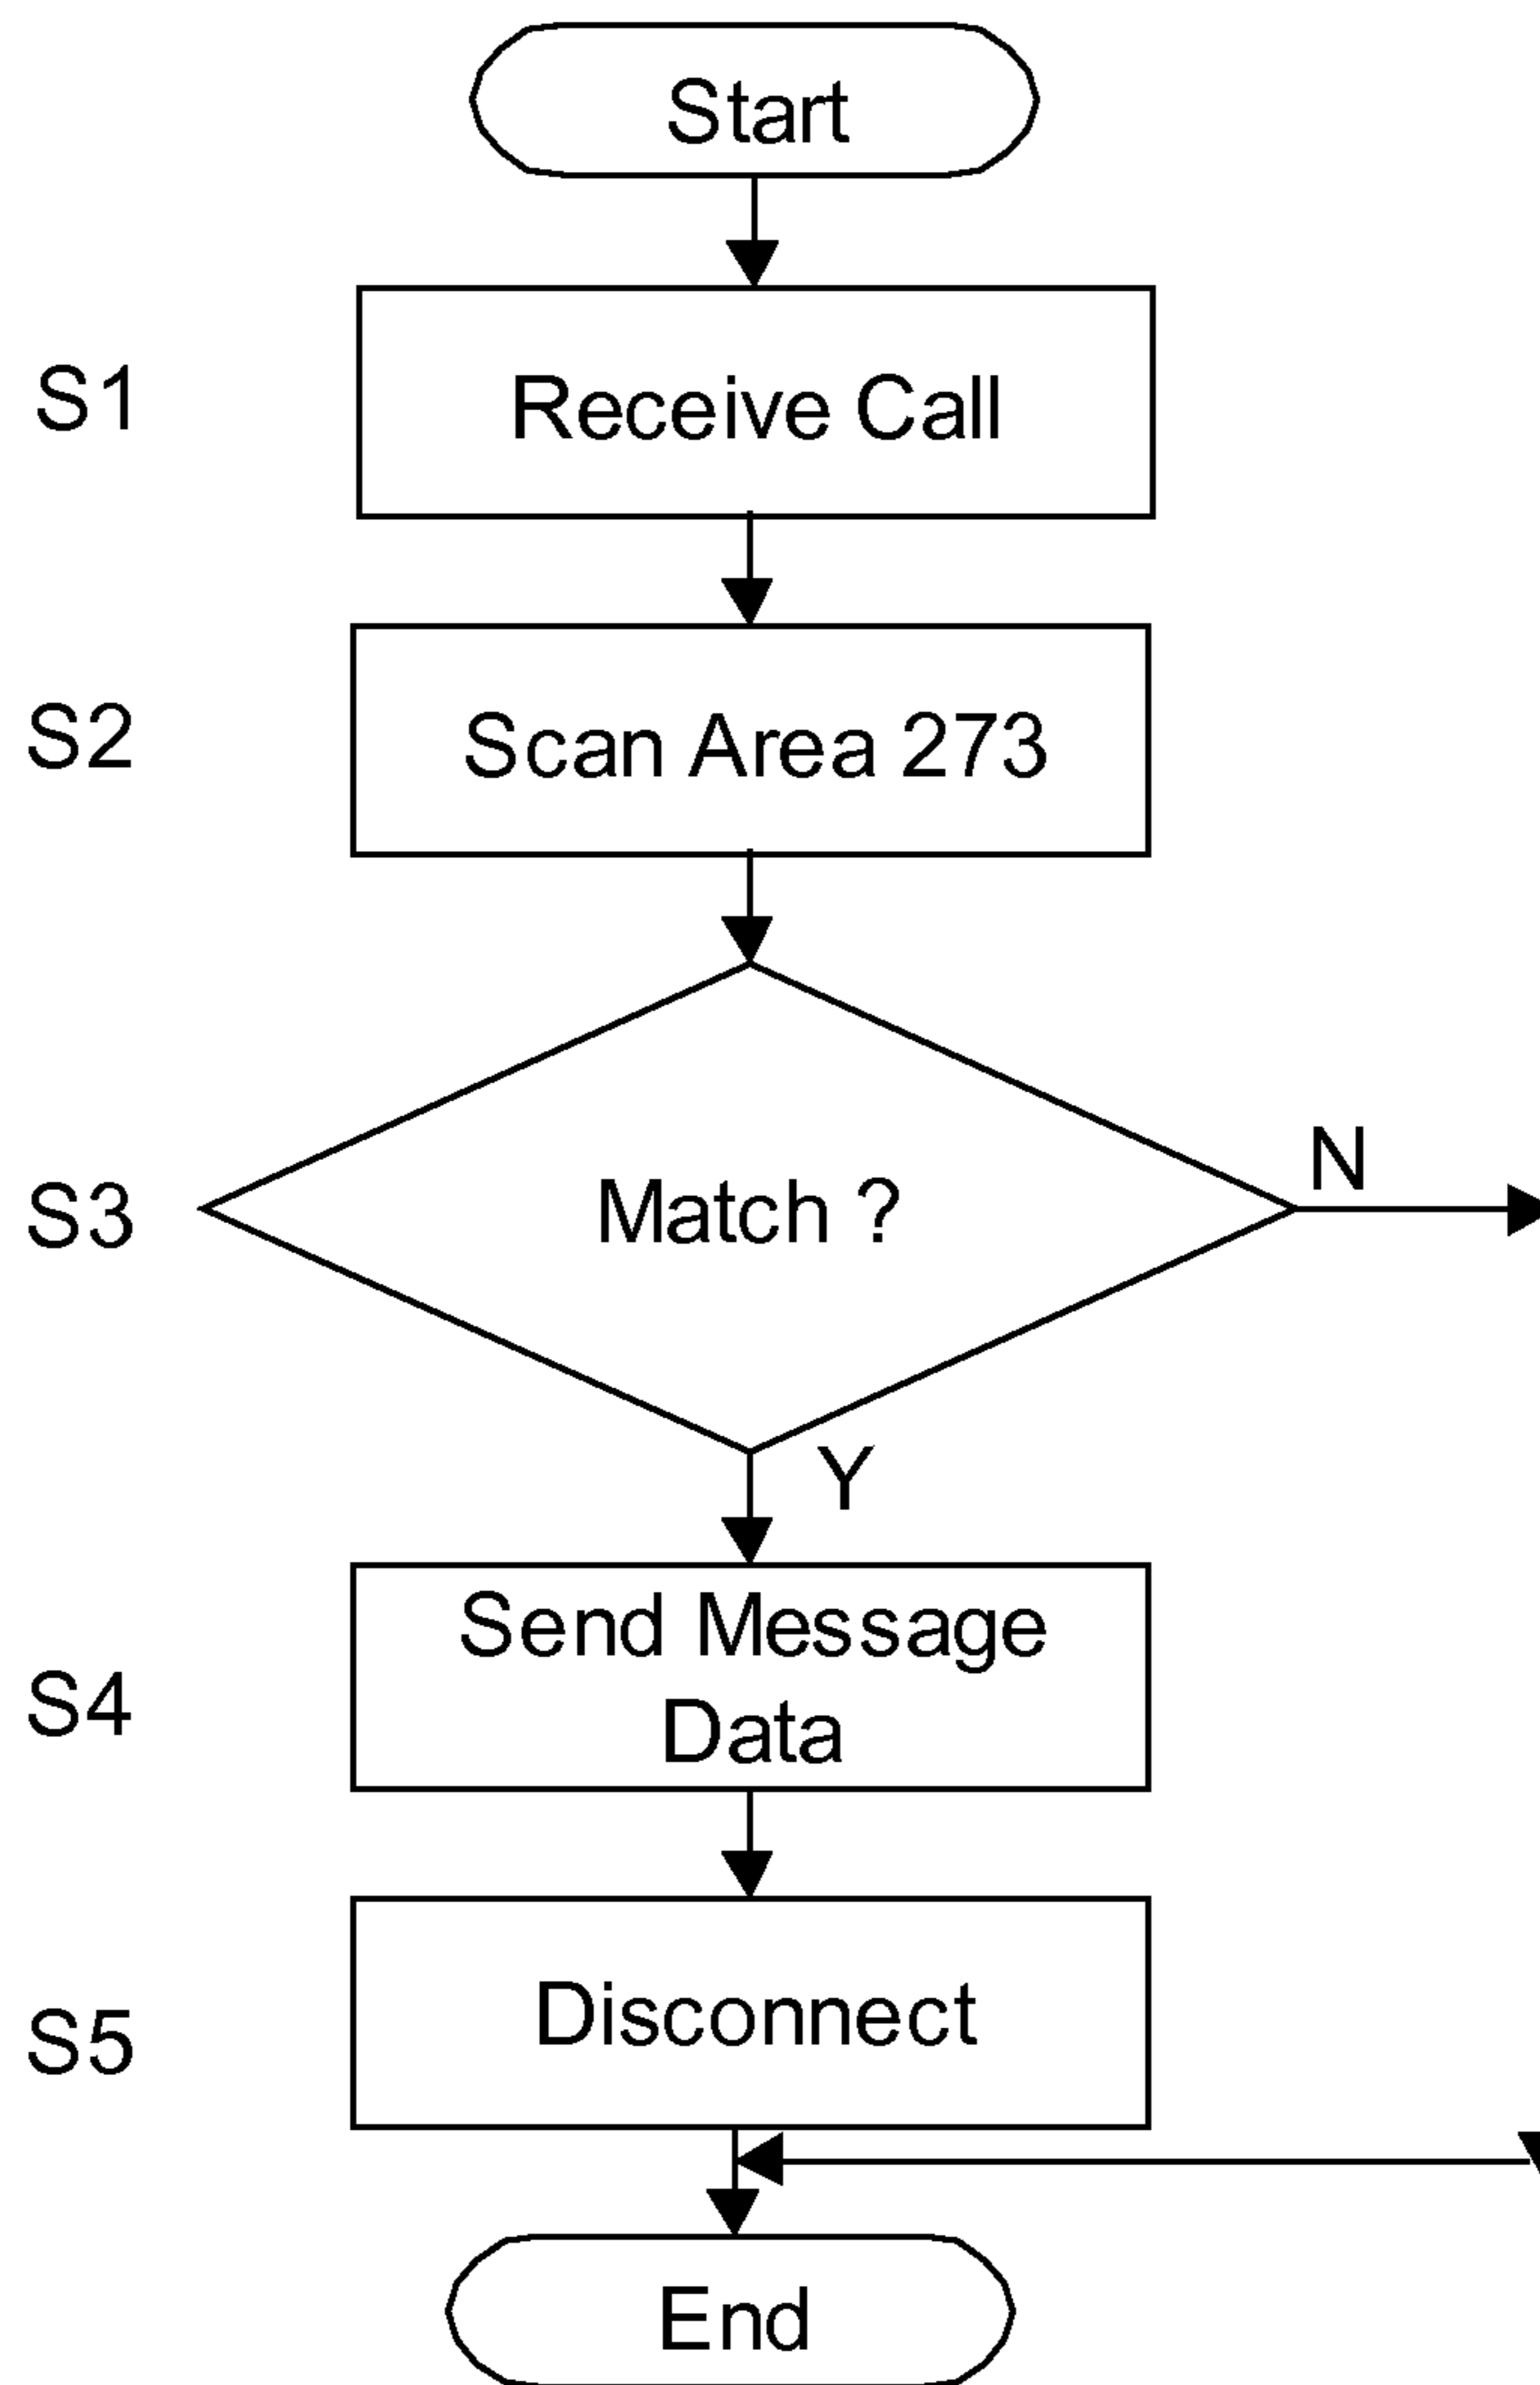 Start
S1
Receive Call
S2
Scan Area 273
S3
Match ?
N
Y
S4
Send Message
Data
S5
Disconnect
End